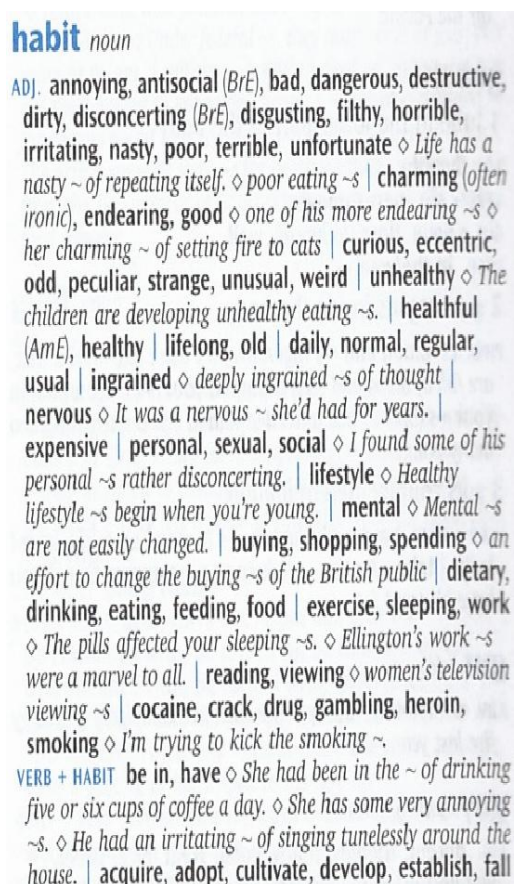 habit noun
ADJ. annoying, antisocial (BrE), bad, dangerous, destructive,
dirty, disconcerting (BrE), disgusting, filthy, horrible,
irritating, nasty, poor, terrible, unfortunate ◊ Life has a
nasty ~ of repeating itself. ◊ poor eating ~s | charming (often
ironic), endearing, good ◊ one of his more endearing ~s ◊
her charming ~ of setting fire to cats | curious, eccentric,
odd, peculiar, strange, unusual, weird | unhealthy ◊ The
children are developing unhealthy eating ~s. | healthful
(AmE), healthy | lifelong, old | daily, normal, regular,
usual | ingrained ◊ deeply ingrained ~s of thought |
nervous ◊ It was a nervous ~ she'd had for years. |
expensive | personal, sexual, social ◊ I found some of his
personal ~s rather disconcerting. | lifestyle ◊ Healthy
lifestyle ~s begin when you're young. | mental ◊ Mental ~s
are not easily changed. | buying, shopping, spending ◊ an
effort to change the buying ~s of the British public | dietary,
drinking, eating, feeding, food | exercise, sleeping, work
◊ The pills affected your sleeping ~s. ◊ Ellington's work ~s
were a marvel to all. | reading, viewing ◊ women's television
viewing ~s | cocaine, crack, drug, gambling, heroin,
smoking ◊ I'm trying to kick the smoking ~.
VERB + HABIT be in, have ◊ She had been in the ~ of drinking
five or six cups of coffee a day. ◊ She has some very annoying
~s. ◊ He had an irritating ~ of singing tunelessly around the
house. | acquire, adopt, cultivate, develop, establish, fall